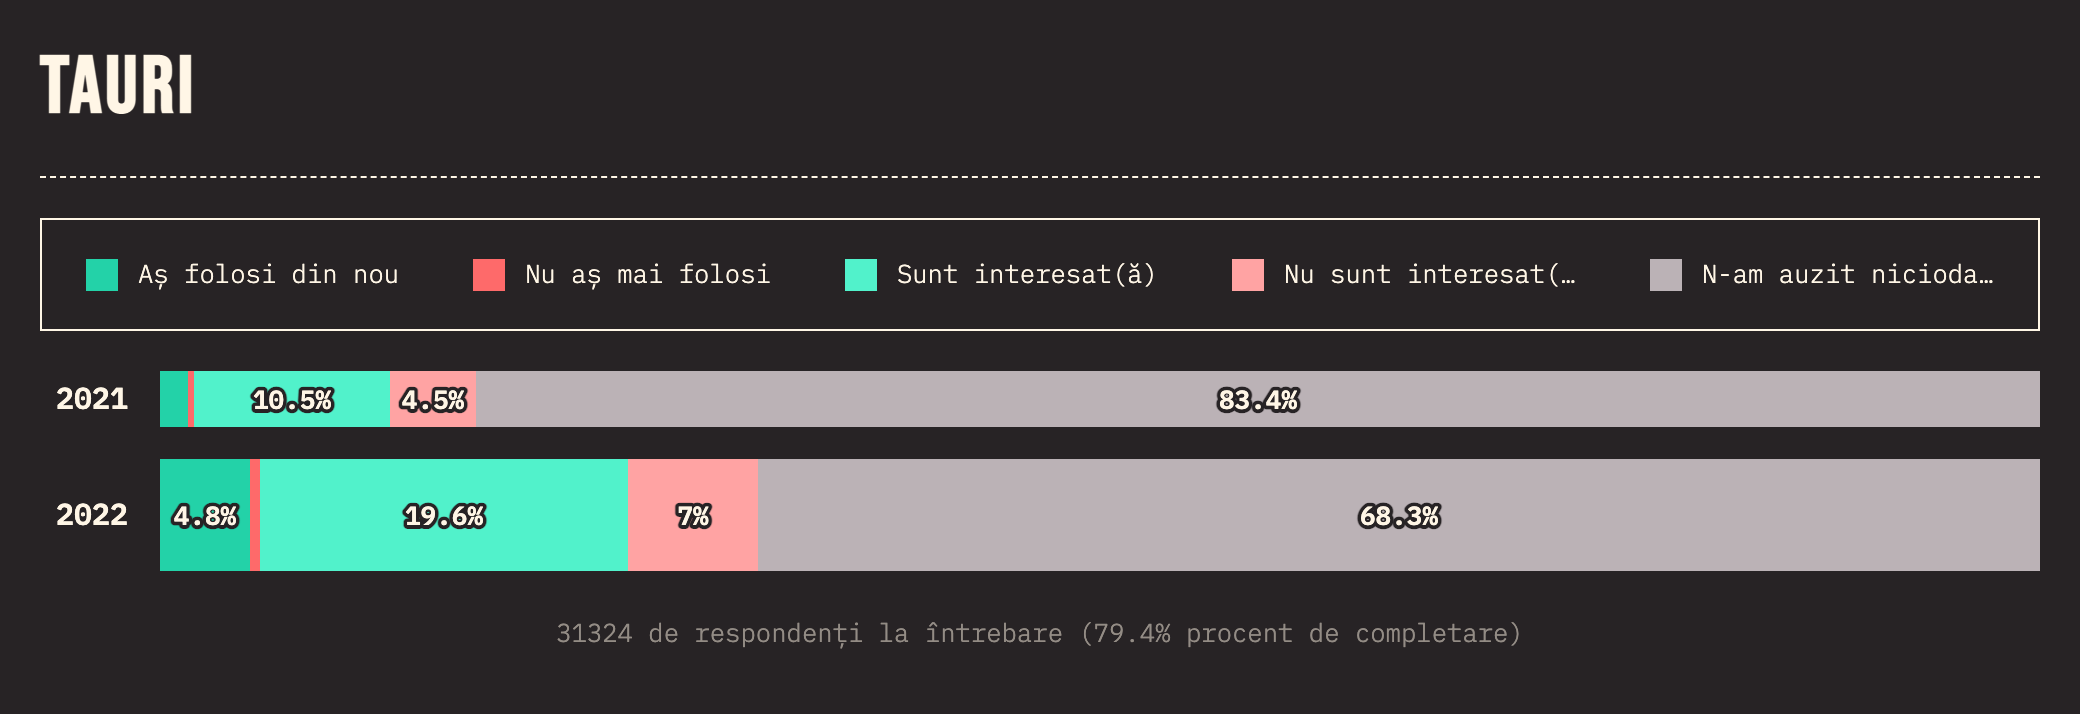 TAURI
Aș folosi din nou Nu aș mai folosi Sunt interesat(ă) Nu sunt interesat(… N-am auzit nicioda…
2021 10.5% 4.5% 83.4%
2022 4.8% 19.6% 7% 68.3%
31324 de respondenți la întrebare (79.4% procent de completare)